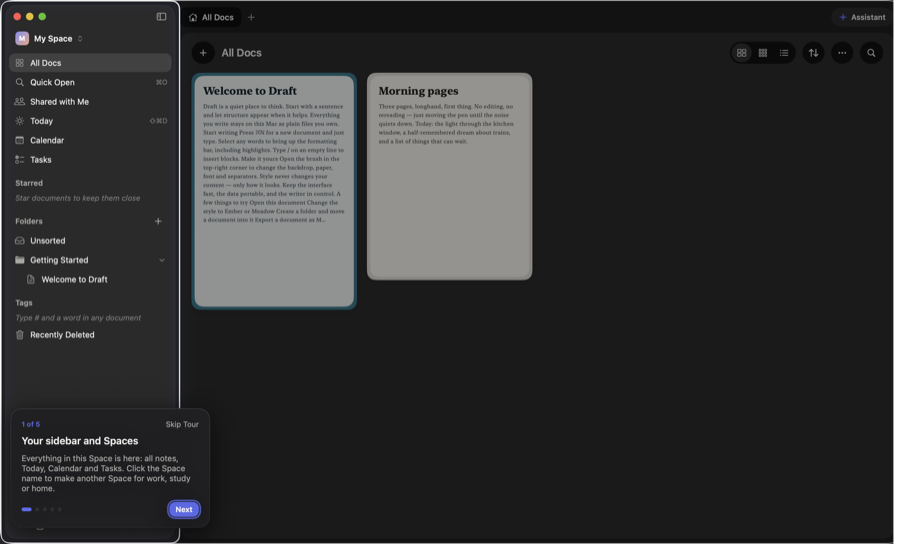 My Space
All Docs
Quick Open ⌘O
Shared with Me
Today ⇧⌘D
Calendar
Tasks
Starred
Star documents to keep them close
Folders
Unsorted
Getting Started
Welcome to Draft
Tags
Type # and a word in any document
Recently Deleted
1 of 5
Skip Tour
Your sidebar and Spaces
Everything in this Space is here: all notes,
Today, Calendar and Tasks. Click the Space
name to make another Space for work, study
or home.
Next
All Docs
Assistant
All Docs
Welcome to Draft
Draft is a quiet place to think. Start with a sentence
and let structure appear when it helps. Everything
you write stays on this Mac as plain files you own.
Start writing Press ⌘N for a new document and just
type. Select any words to bring up the formatting
bar, including highlights. Type / on an empty line to
insert blocks. Make it yours Open the brush in the
top-right corner to change the backdrop, paper,
font and separators. Style never changes your
content — only how it looks. Keep the interface
fast, the data portable, and the writer in control. A
few things to try Open this document Change the
style to Ember or Meadow Create a folder and move
a document into it Export a document as M...
Morning pages
Three pages, longhand, first thing. No editing, no
rereading — just moving the pen until the noise
quiets down. Today: the light through the kitchen
window, a half-remembered dream about trains,
and a list of things that can wait.